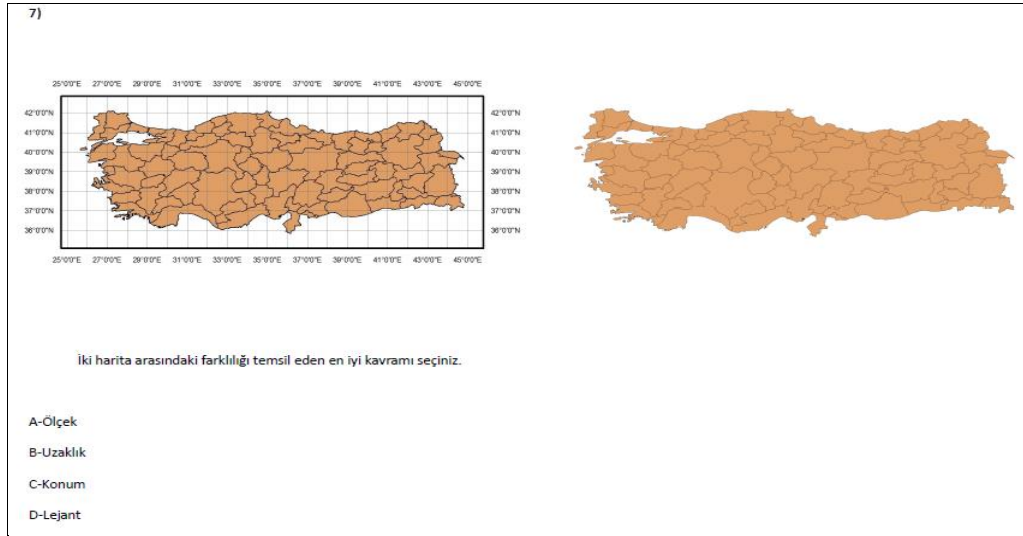 7)
25°0'0"E 27°0'0"E 29°0'0"E 31°0'0"E 33°0'0"E 35°0'0"E 37°0'0"E 39°0'0"E 41°0'0"E 43°0'0"E 45°0'0"E
42°0'0"N 42°0'0"N
41°0'0"N 41°0'0"N
40°0'0"N 40°0'0"N
39°0'0"N 39°0'0"N
38°0'0"N 38°0'0"N
37°0'0"N 37°0'0"N
36°0'0"N 36°0'0"N
25°0'0"E 27°0'0"E 29°0'0"E 31°0'0"E 33°0'0"E 35°0'0"E 37°0'0"E 39°0'0"E 41°0'0"E 43°0'0"E 45°0'0"E
İki harita arasındaki farklılığı temsil eden en iyi kavramı seçiniz.
A-Ölçek
B-Uzaklık
C-Konum
D-Lejant